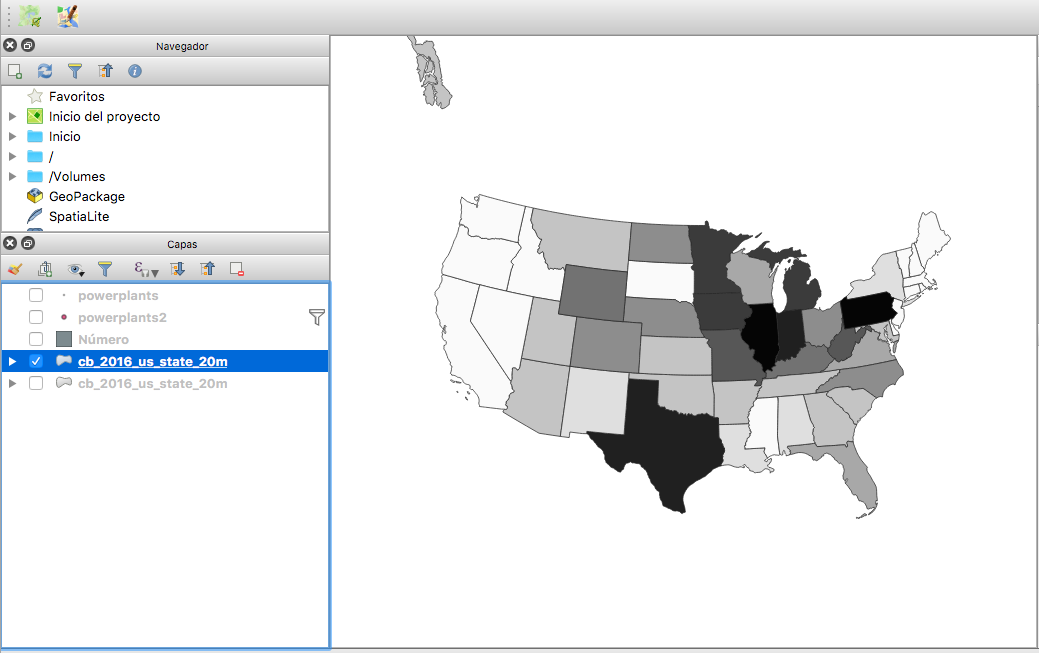 Navegador
Favoritos
Inicio del proyecto
Inicio
/
/Volumes
GeoPackage
SpatiaLite
Capas
powerplants
powerplants2
Número
cb_2016_us_state_20m
cb_2016_us_state_20m